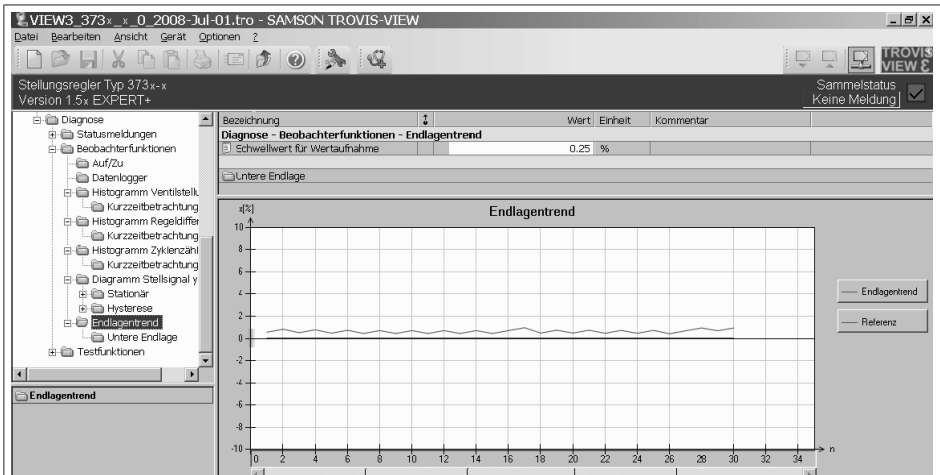 VIEW3_373x_x_0_2008-Jul-01.tro - SAMSON TROVIS-VIEW
Datei Bearbeiten Ansicht Gerät Optionen ?
TROVIS
VIEW 3
Stellungsregler Typ 373x-x
Version 1.5x EXPERT+
Sammelstatus
Keine Meldung
Diagnose
Statusmeldungen
Beobachterfunktionen
Auf/Zu
Datenlogger
Histogramm Ventilstellu
Kurzzeitbetrachtung
Histogramm Regeldiffer
Kurzzeitbetrachtung
Histogramm Zyklenzähl
Kurzzeitbetrachtung
Diagramm Stellsignal y
Stationär
Hysterese
Endlagentrend
Untere Endlage
Testfunktionen
Endlagentrend
Bezeichnung Wert Einheit Kommentar
Diagnose - Beobachterfunktionen - Endlagentrend
Schwellwert für Wertaufnahme 0.25 %
Untere Endlage
Endlagentrend
x[%]
10
8
6
4
2
0
-2
-4
-6
-8
-10
0 2 4 6 8 10 12 14 16 18 20 22 24 26 28 30 32 34
n
Endlagentrend
Referenz